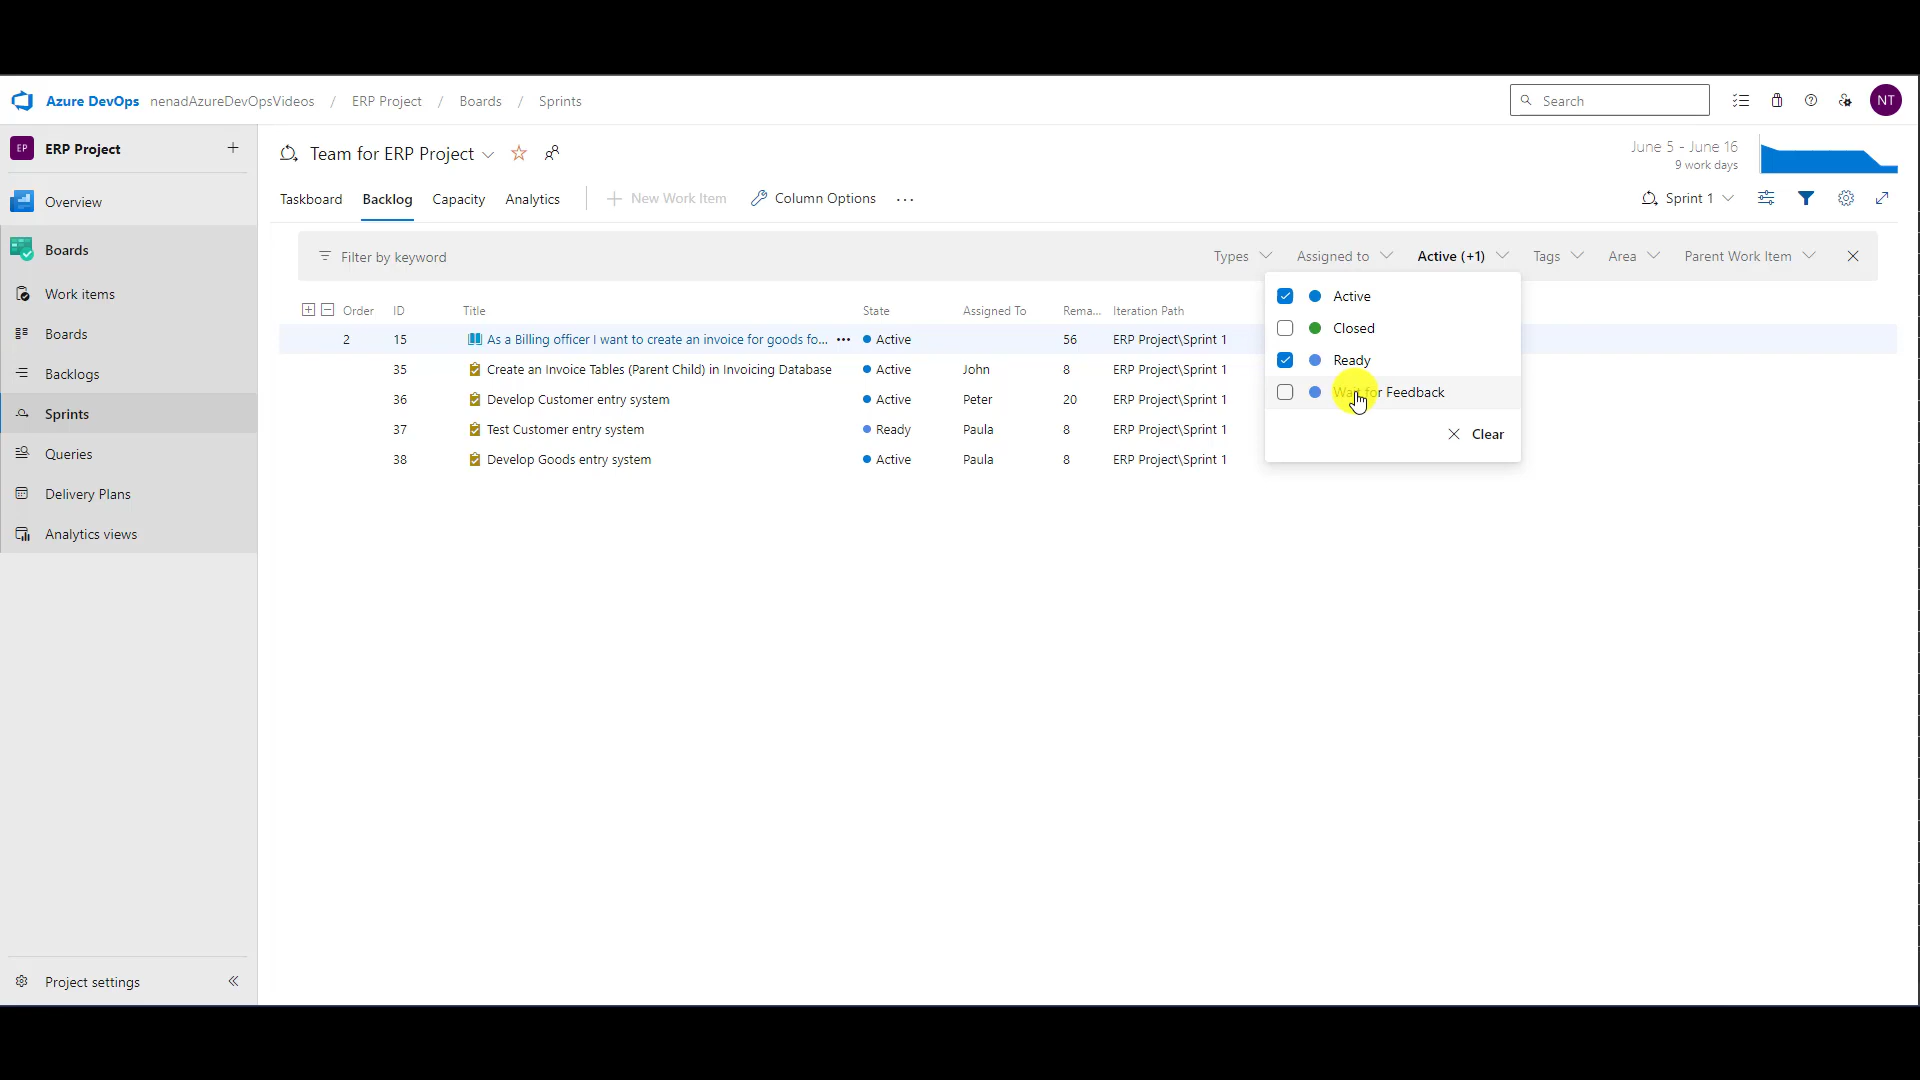 Azure DevOps nenadAzureDevOpsVideos / ERP Project / Boards / Sprints Search NT
EP ERP Project +
Team for ERP Project
June 5 - June 16
9 work days
Overview
Taskboard Backlog Capacity Analytics New Work Item Column Options ... Sprint 1
Boards
Work items
Boards
Backlogs
Sprints
Queries
Delivery Plans
Analytics views
Filter by keyword Types Assigned to Active (+1) Tags Area Parent Work Item
Active
Closed
Ready
Wait for Feedback
Clear
Order ID Title State Assigned To Rema... Iteration Path
2 15 As a Billing officer I want to create an invoice for goods fo... ••• Active 56 ERP Project\Sprint 1
35 Create an Invoice Tables (Parent Child) in Invoicing Database Active John 8 ERP Project\Sprint 1
36 Develop Customer entry system Active Peter 20 ERP Project\Sprint 1
37 Test Customer entry system Ready Paula 8 ERP Project\Sprint 1
38 Develop Goods entry system Active Paula 8 ERP Project\Sprint 1
Project settings